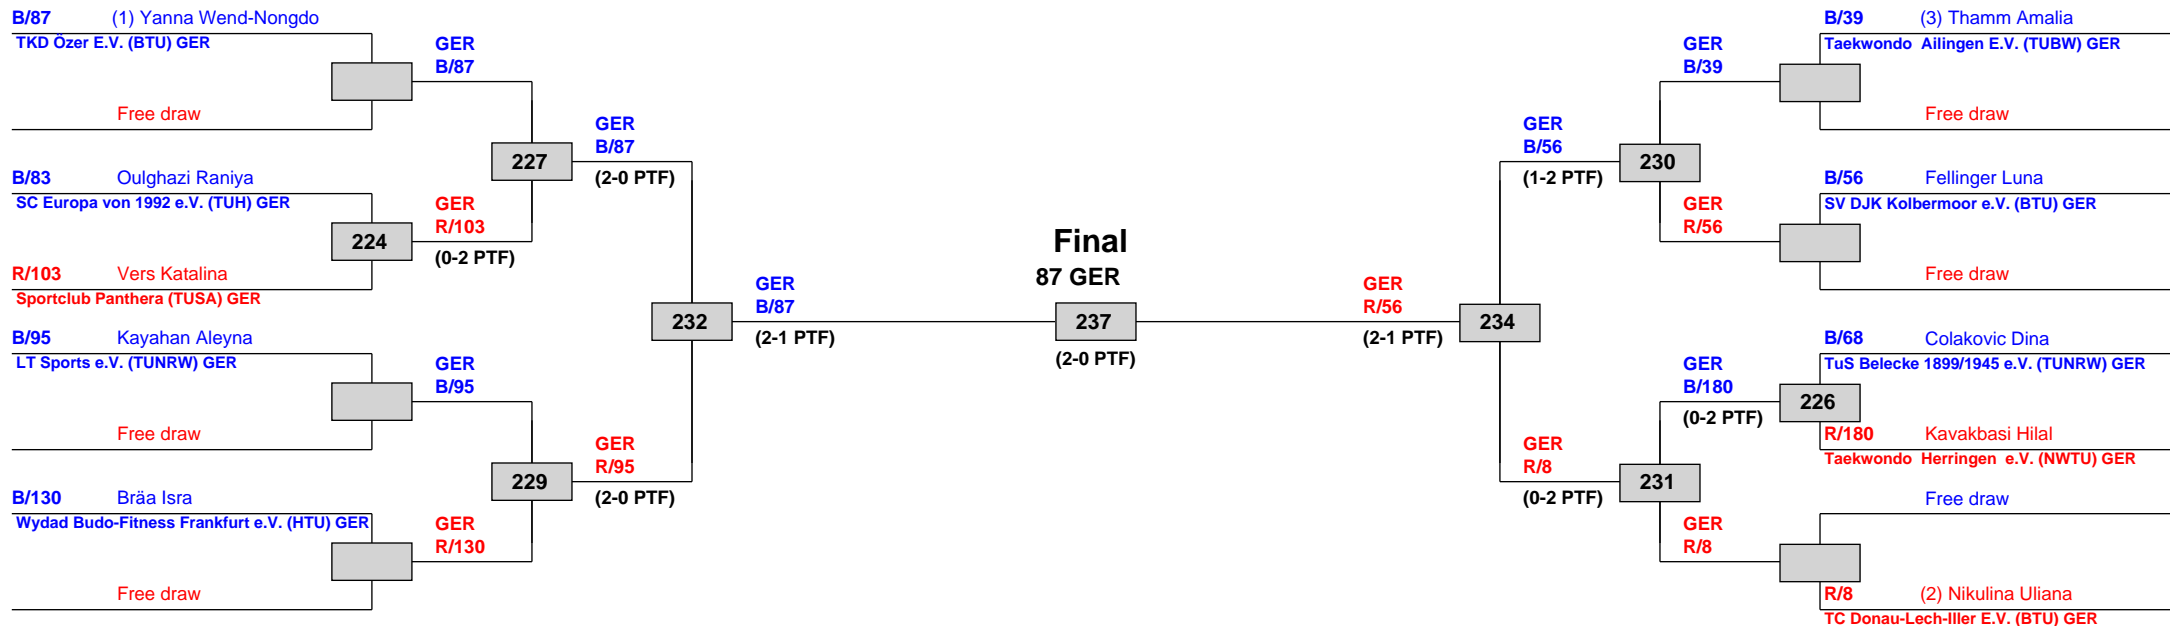 B/87 (1) Yanna Wend-Nongdo
TKD Özer E.V. (BTU) GER
Free draw
GER
B/87
B/83 Oulghazi Raniya
SC Europa von 1992 e.V. (TUH) GER
224
R/103 Vers Katalina
Sportclub Panthera (TUSA) GER
GER
R/103
(0-2 PTF)
227
GER
B/87
(2-0 PTF)
B/95 Kayahan Aleyna
LT Sports e.V. (TUNRW) GER
Free draw
GER
B/95
B/130 Bräa Isra
Wydad Budo-Fitness Frankfurt e.V. (HTU) GER
Free draw
GER
R/130
229
GER
R/95
(2-0 PTF)
232
GER
B/87
(2-1 PTF)
Final
87 GER
237
(2-0 PTF)
GER
R/56
(2-1 PTF)
234
GER
B/56
(1-2 PTF)
230
GER
B/39
B/39 (3) Thamm Amalia
Taekwondo Ailingen E.V. (TUBW) GER
Free draw
GER
R/56
B/56 Fellinger Luna
SV DJK Kolbermoor e.V. (BTU) GER
Free draw
GER
R/8
(0-2 PTF)
231
GER
B/180
(0-2 PTF)
226
B/68 Colakovic Dina
TuS Belecke 1899/1945 e.V. (TUNRW) GER
R/180 Kavakbasi Hilal
Taekwondo Herringen e.V. (NWTU) GER
GER
R/8
Free draw
R/8 (2) Nikulina Uliana
TC Donau-Lech-Iller E.V. (BTU) GER